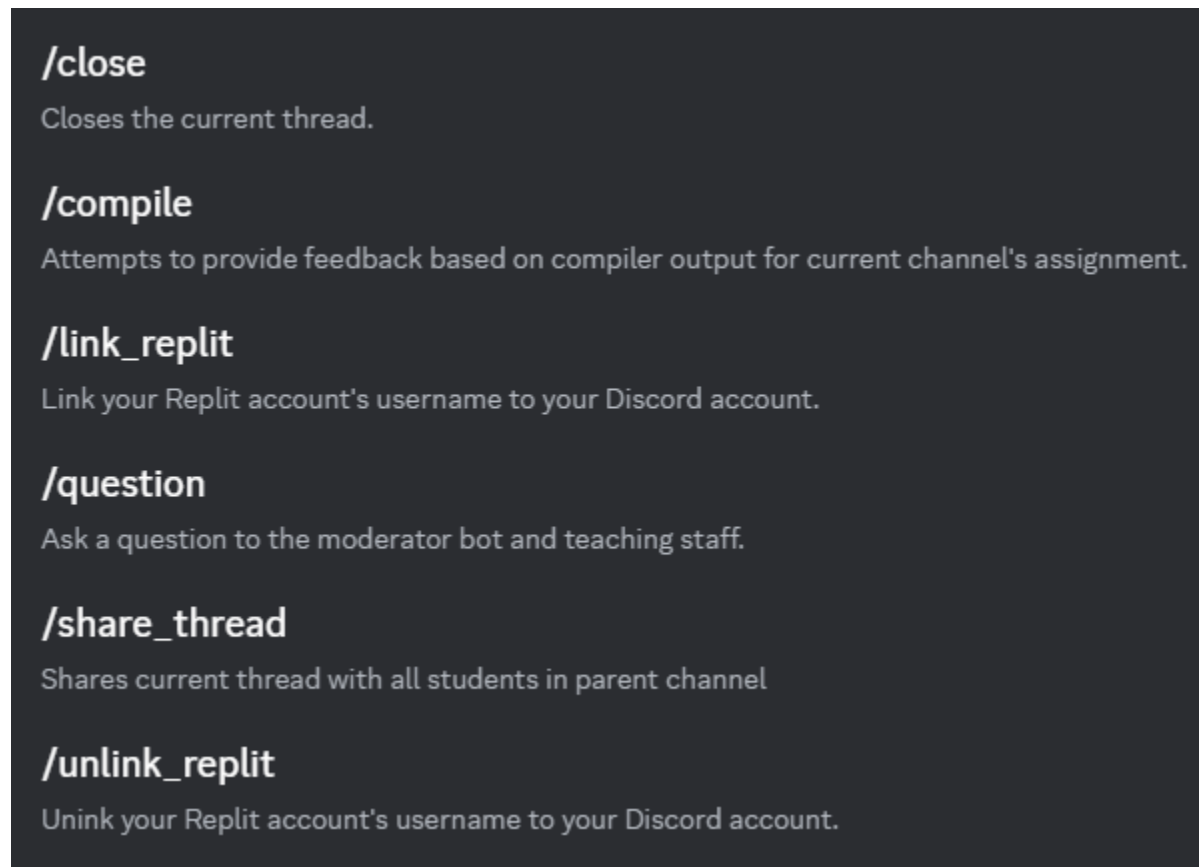 /close
Closes the current thread.
/compile
Attempts to provide feedback based on compiler output for current channel's assignment.
/link_replit
Link your Replit account's username to your Discord account.
/question
Ask a question to the moderator bot and teaching staff.
/share_thread
Shares current thread with all students in parent channel
/unlink_replit
Unink your Replit account's username to your Discord account.